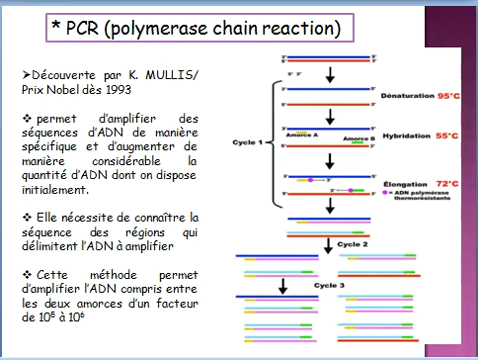 * PCR (polymerase chain reaction)
➢Découverte par K. MULLIS/
Prix Nobel dès 1993
❖ permet d'amplifier des
séquences d'ADN de manière
spécifique et d'augmenter de
manière considérable la
quantité d'ADN dont on dispose
initialement.
❖ Elle nécessite de connaître la
séquence des régions qui
délimitent l'ADN à amplifier
❖ Cette méthode permet
d'amplifier l'ADN compris entre
les deux amorces d'un facteur
de 10⁵ à 10⁶
Cycle 1
Dénaturation 95°C
Amorce A
Amorce B
Hybridation 55°C
Élongation 72°C
= ADN polymérase
thermorésistante
Cycle 2
Cycle 3